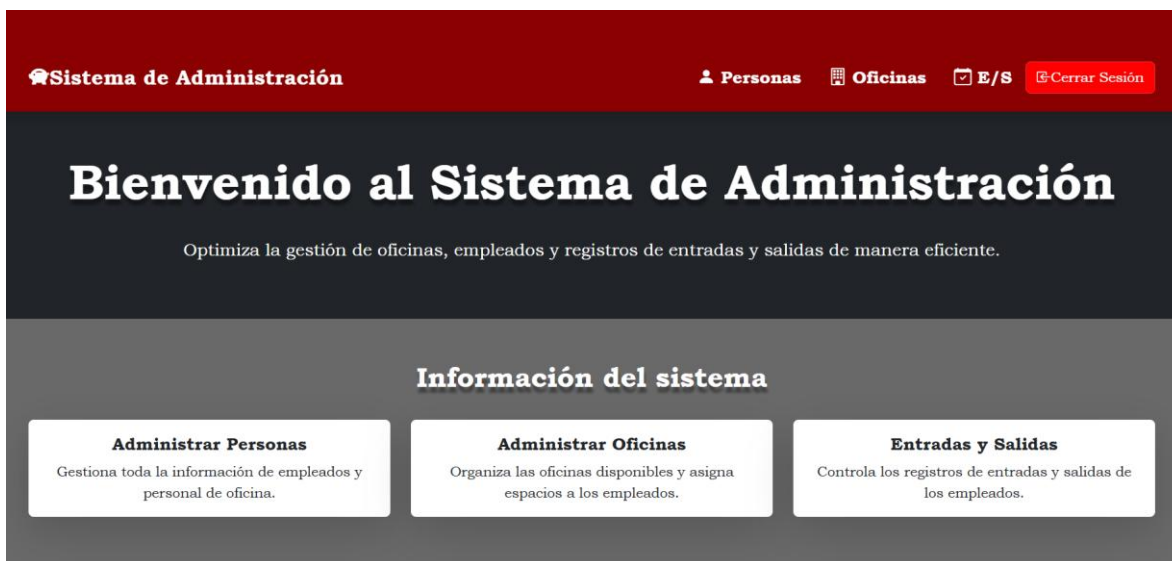 Sistema de Administración
Personas Oficinas E/S Cerrar Sesión
Bienvenido al Sistema de Administración
Optimiza la gestión de oficinas, empleados y registros de entradas y salidas de manera eficiente.
Información del sistema
Administrar Personas
Gestiona toda la información de empleados y
personal de oficina.
Administrar Oficinas
Organiza las oficinas disponibles y asigna
espacios a los empleados.
Entradas y Salidas
Controla los registros de entradas y salidas de
los empleados.